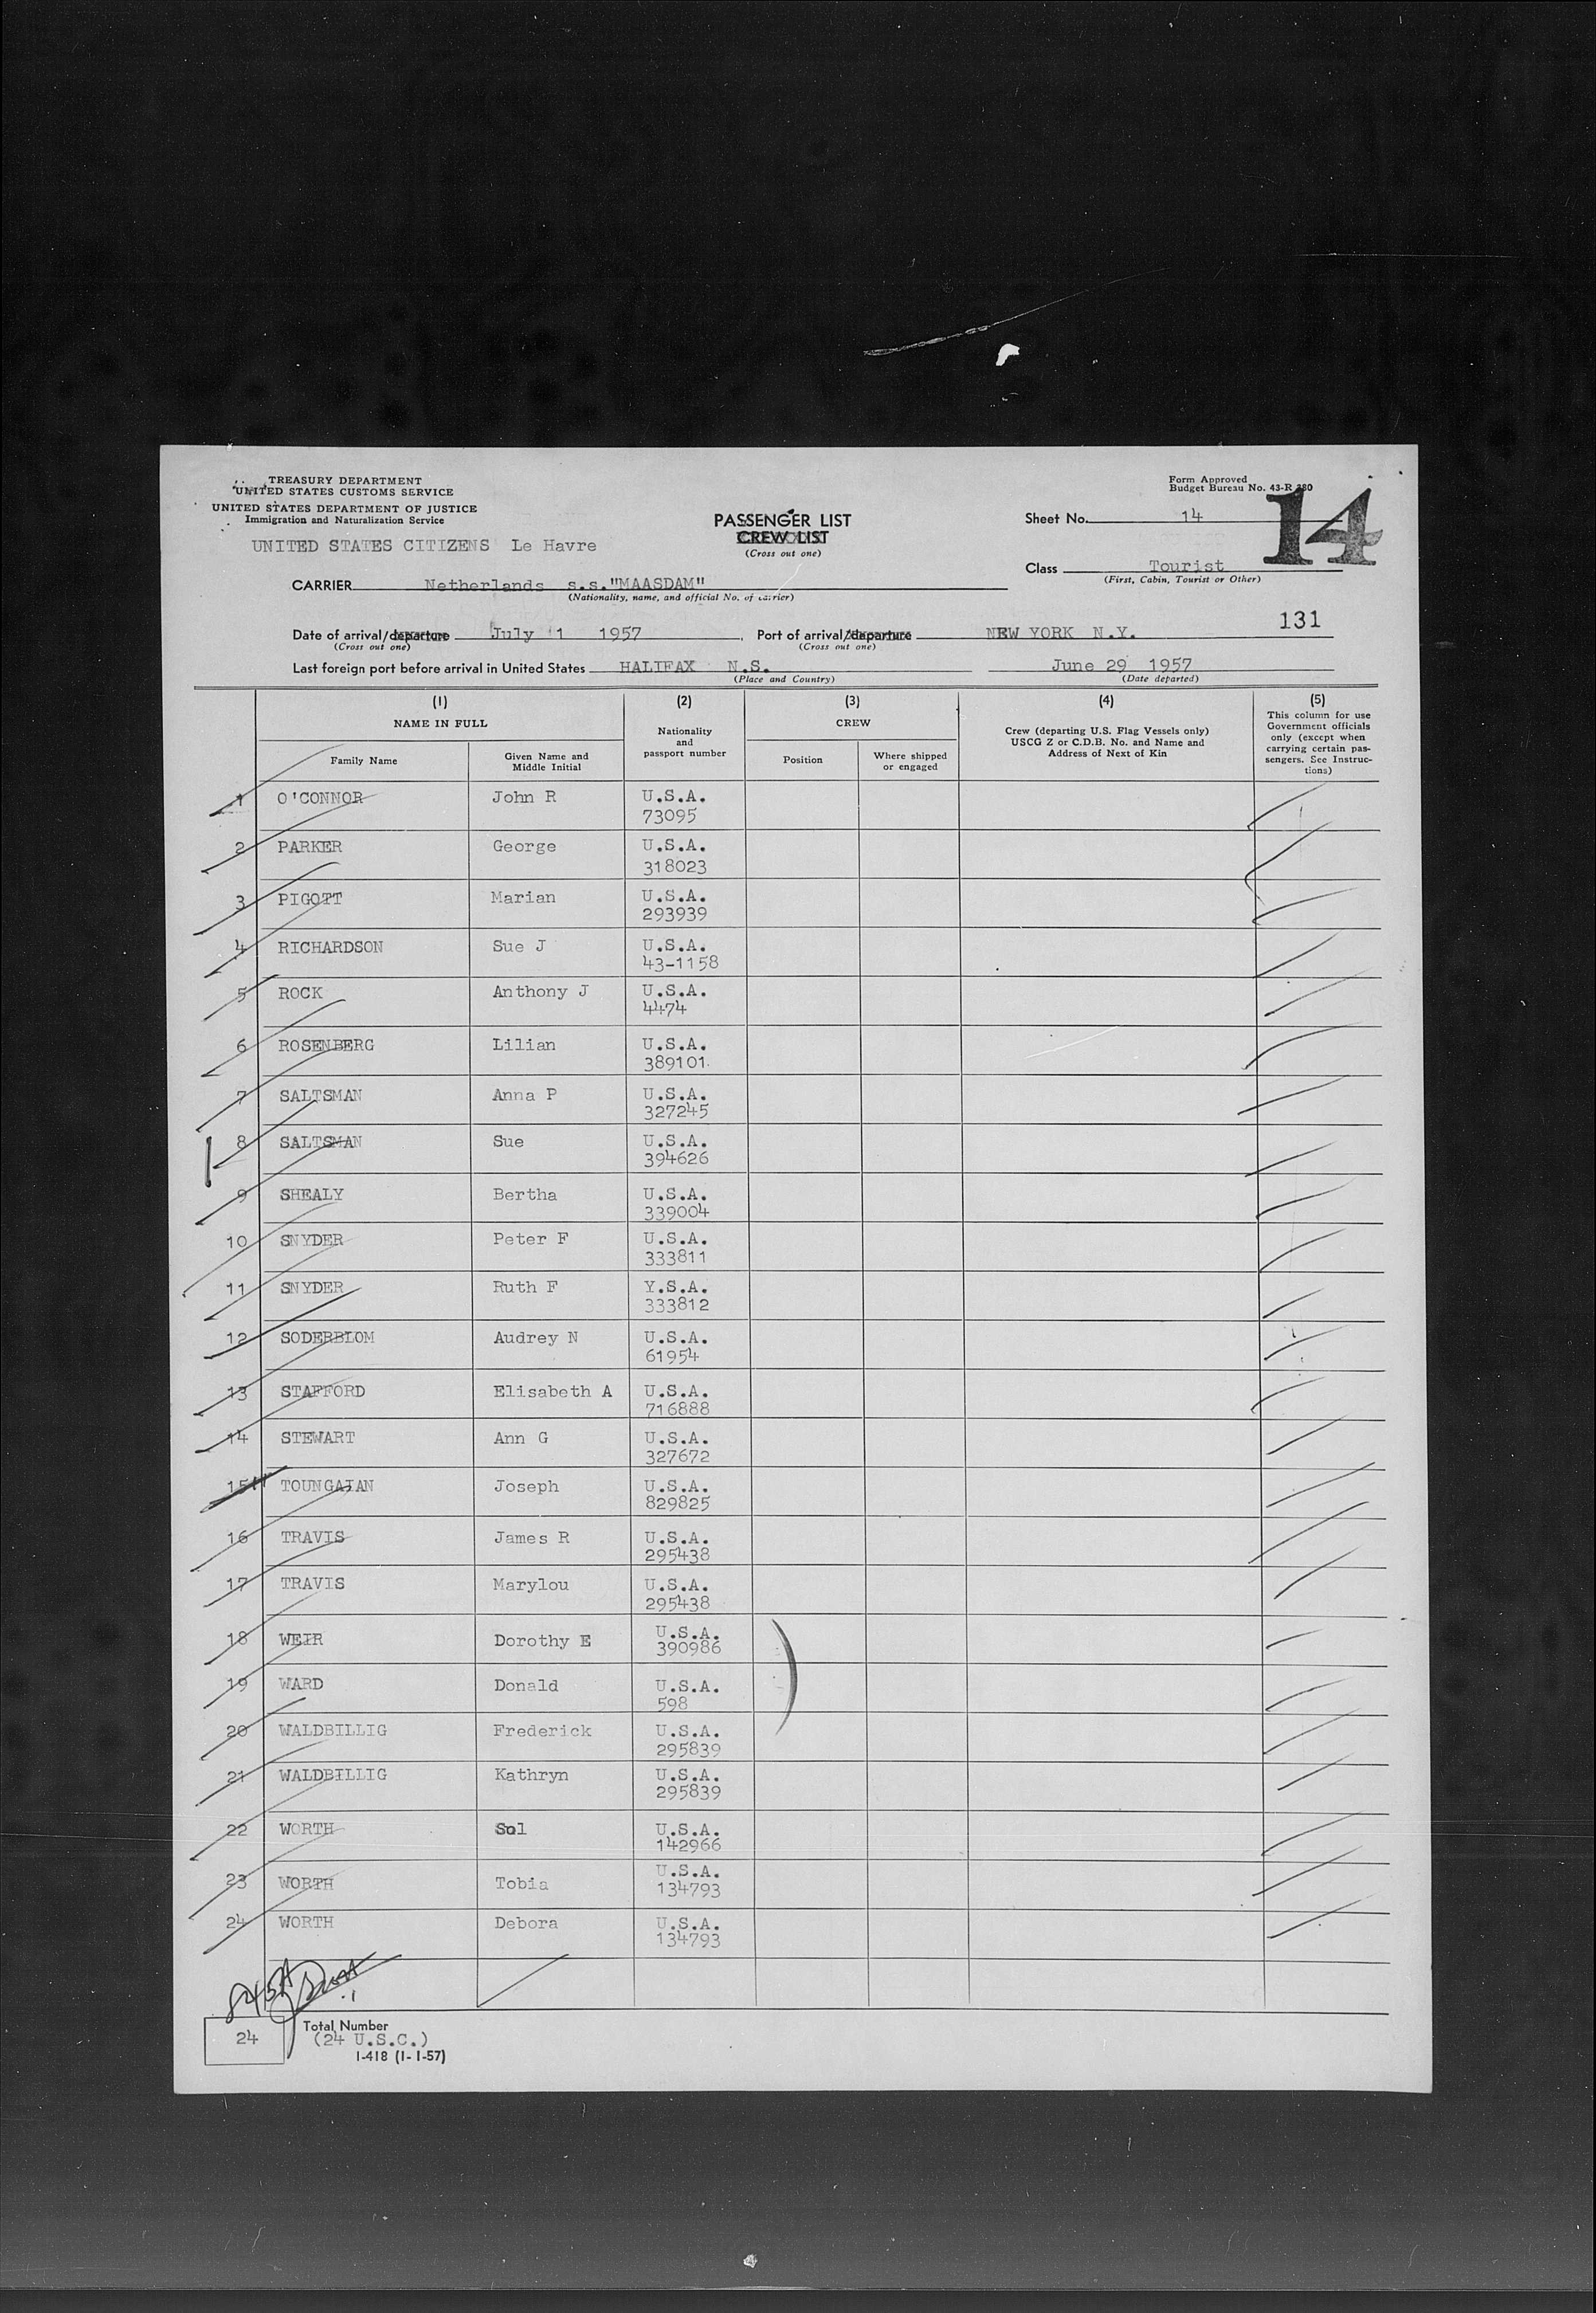 TREASURY DEPARTMENT
UNITED STATES CUSTOMS SERVICE
UNITED STATES DEPARTMENT OF JUSTICE
Immigration and Naturalization Service
UNITED STATES CITIZENS Le Havre
PASSENGER LIST
CREW LIST
(Cross out one)
Form Approved
Budget Bureau No. 43-R 380
Sheet No. 14
14
Class Tourist
(First, Cabin, Tourist or Other)
CARRIER Netherlands s.s."MAASDAM"
(Nationality, name, and official No. of carrier)
131
Date of arrival/departure July 1 1957, Port of arrival/departure NEW YORK N.Y.
(Cross out one) (Cross out one)
Last foreign port before arrival in United States HALIFAX N.S. June 29 1957
(Place and Country) (Date departed)
(1) (2) (3) (4) (5)
NAME IN FULL
Family Name
Given Name and
Middle Initial
Nationality
and
passport number
CREW
Position
Where shipped
or engaged
Crew (departing U.S. Flag Vessels only)
USCG Z or C.D.B. No. and Name and
Address of Next of Kin
This column for use
Government officials
only (except when
carrying certain pas-
sengers. See Instruc-
tions)
1 O'CONNOR John R U.S.A.
73095
2 PARKER George U.S.A.
318023
3 PIGOTT Marian U.S.A.
293939
4 RICHARDSON Sue J U.S.A.
43-1158
5 ROCK Anthony J U.S.A.
4474
6 ROSENBERG Lilian U.S.A.
389101
7 SALTSMAN Anna P U.S.A.
327245
8 SALTSMAN Sue U.S.A.
394626
9 SHEALY Bertha U.S.A.
339004
10 SNYDER Peter F U.S.A.
333811
11 SNYDER Ruth F Y.S.A.
333812
12 SODERBLOM Audrey N U.S.A.
61954
13 STAFFORD Elisabeth A U.S.A.
716888
14 STEWART Ann G U.S.A.
327672
15 TOUNGAIAN Joseph U.S.A.
829825
16 TRAVIS James R U.S.A.
295438
17 TRAVIS Marylou U.S.A.
295438
18 WEIR Dorothy E U.S.A.
390986
19 WARD Donald U.S.A.
598
20 WALDBILLIG Frederick U.S.A.
295839
21 WALDBILLIG Kathryn U.S.A.
295839
22 WORTH Sol U.S.A.
142966
23 WORTH Tobia U.S.A.
134793
24 WORTH Debora U.S.A.
134793
24 Total Number
(24 U.S.C.)
I-418 (1-1-57)